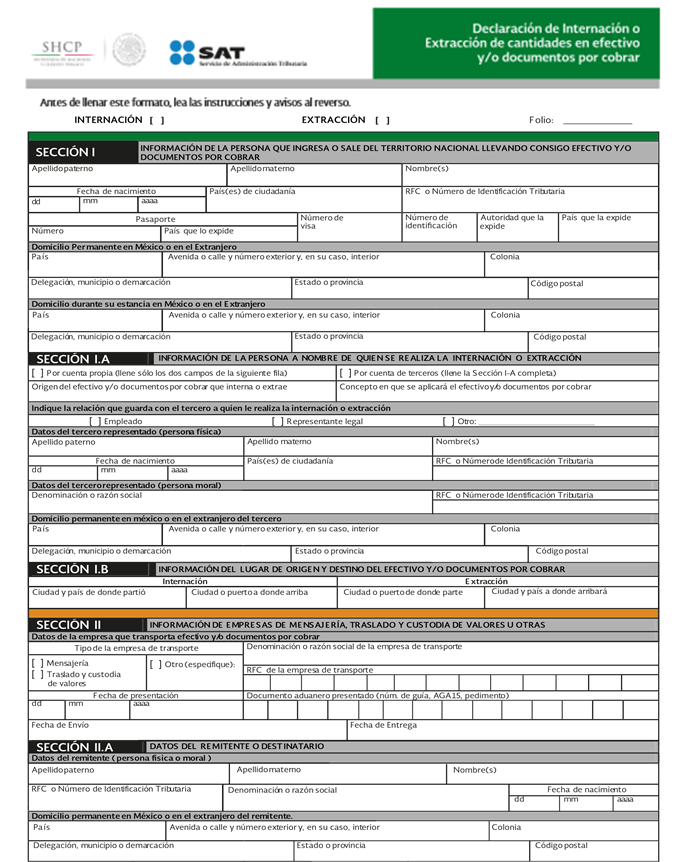 SHCP
SAT
Servicio de Administración Tributaria
Declaración de Internación o
Extracción de cantidades en efectivo
y/o documentos por cobrar
Antes de llenar este formato, lea las instrucciones y avisos al reverso.
INTERNACIÓN [ ] EXTRACCIÓN [ ] Folio: ______________
SECCIÓN I INFORMACIÓN DE LA PERSONA QUE INGRESA O SALE DEL TERRITORIO NACIONAL LLEVANDO CONSIGO EFECTIVO Y/O
DOCUMENTOS POR COBRAR
Apellido paterno Apellido materno Nombre(s)
Fecha de nacimiento País(es) de ciudadanía RFC o Número de Identificación Tributaria
dd mm aaaa
Pasaporte Número de visa Número de identificación Autoridad que la expide País que la expide
Número País que lo expide
Domicilio Permanente en México o en el Extranjero
País Avenida o calle y número exterior y, en su caso, interior Colonia
Delegación, municipio o demarcación Estado o provincia Código postal
Domicilio durante su estancia en México o en el Extranjero
País Avenida o calle y número exterior y, en su caso, interior Colonia
Delegación, municipio o demarcación Estado o provincia Código postal
SECCIÓN I.A INFORMACIÓN DE LA PERSONA A NOMBRE DE QUIEN SE REALIZA LA INTERNACIÓN O EXTRACCIÓN
[ ] Por cuenta propia (llene sólo los dos campos de la siguiente fila) [ ] Por cuenta de terceros (llene la Sección I-A completa)
Origen del efectivo y/o documentos por cobrar que interna o extrae Concepto en que se aplicará el efectivo y/o documentos por cobrar
Indique la relación que guarda con el tercero a quien le realiza la internación o extracción
[ ] Empleado [ ] Representante legal [ ] Otro: ______________
Datos del tercero representado (persona física)
Apellido paterno Apellido materno Nombre(s)
Fecha de nacimiento País(es) de ciudadanía RFC o Número de Identificación Tributaria
dd mm aaaa
Datos del tercero representado (persona moral)
Denominación o razón social RFC o Número de Identificación Tributaria
Domicilio permanente en méxico o en el extranjero del tercero
País Avenida o calle y número exterior y, en su caso, interior Colonia
Delegación, municipio o demarcación Estado o provincia Código postal
SECCIÓN I.B INFORMACIÓN DEL LUGAR DE ORIGEN Y DESTINO DEL EFECTIVO Y/O DOCUMENTOS POR COBRAR
Internación Extracción
Ciudad y país de donde partió Ciudad o puerto a donde arriba Ciudad o puerto de donde parte Ciudad y país a donde arribará
SECCIÓN II INFORMACIÓN DE EMPRESAS DE MENSAJERÍA, TRASLADO Y CUSTODIA DE VALORES U OTRAS
Datos de la empresa que transporta efectivo y/o documentos por cobrar
Tipo de la empresa de transporte Denominación o razón social de la empresa de transporte
[ ] Mensajería [ ] Otro (espefique):
[ ] Traslado y custodia de valores RFC de la empresa de transporte
Fecha de presentación Documento aduanero presentado (núm. de guía, AGA15, pedimento)
dd mm aaaa
Fecha de Envío Fecha de Entrega
SECCIÓN II.A DATOS DEL REMITENTE O DESTINATARIO
Datos del remitente ( persona física o moral )
Apellido paterno Apellido materno Nombre(s)
RFC o Número de Identificación Tributaria Denominación o razón social Fecha de nacimiento
dd mm aaaa
Domicilio permanente en México o en el extranjero del remitente.
País Avenida o calle y número exterior y, en su caso, interior Colonia
Delegación, municipio o demarcación Estado o provincia Código postal